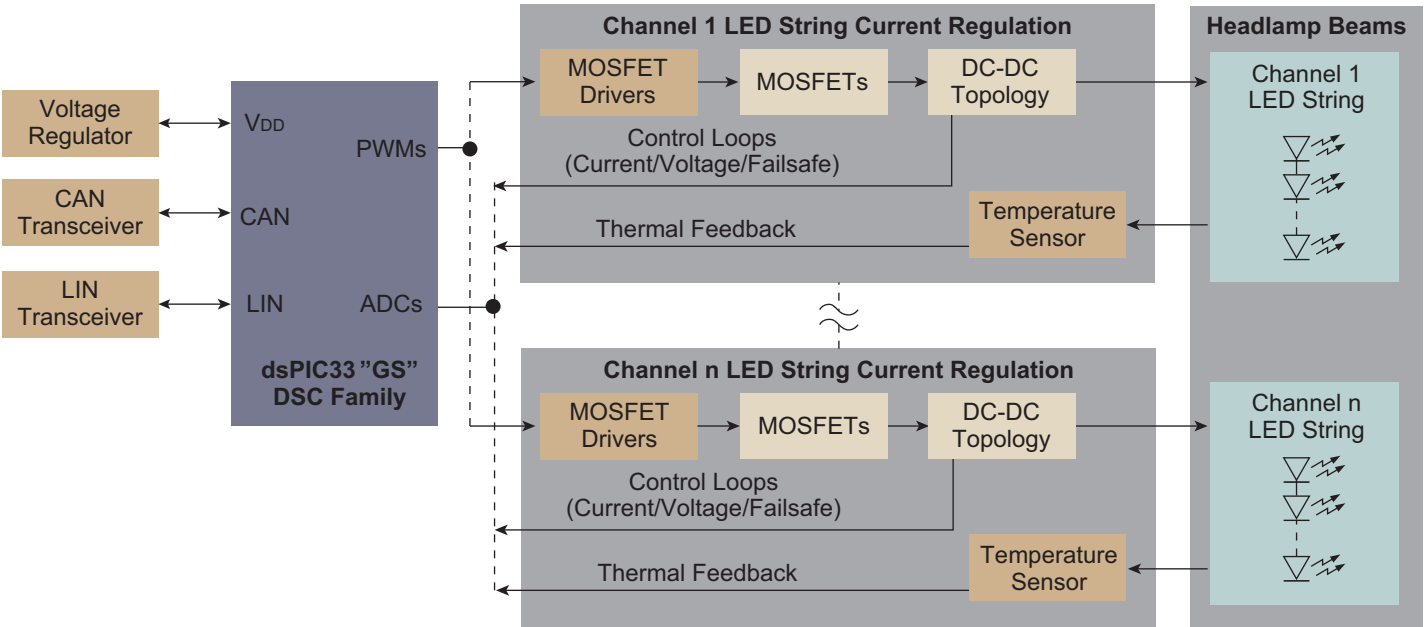 Voltage
Regulator
CAN
Transceiver
LIN
Transceiver
VDD
PWMs
CAN
LIN
ADCs
dsPIC33 ”GS”
DSC Family
Channel 1 LED String Current Regulation
MOSFET
Drivers
MOSFETs
DC-DC
Topology
Control Loops
(Current/Voltage/Failsafe)
Temperature
Sensor
Thermal Feedback
Channel n LED String Current Regulation
MOSFET
Drivers
MOSFETs
DC-DC
Topology
Control Loops
(Current/Voltage/Failsafe)
Temperature
Sensor
Thermal Feedback
Headlamp Beams
Channel 1
LED String
Channel n
LED String